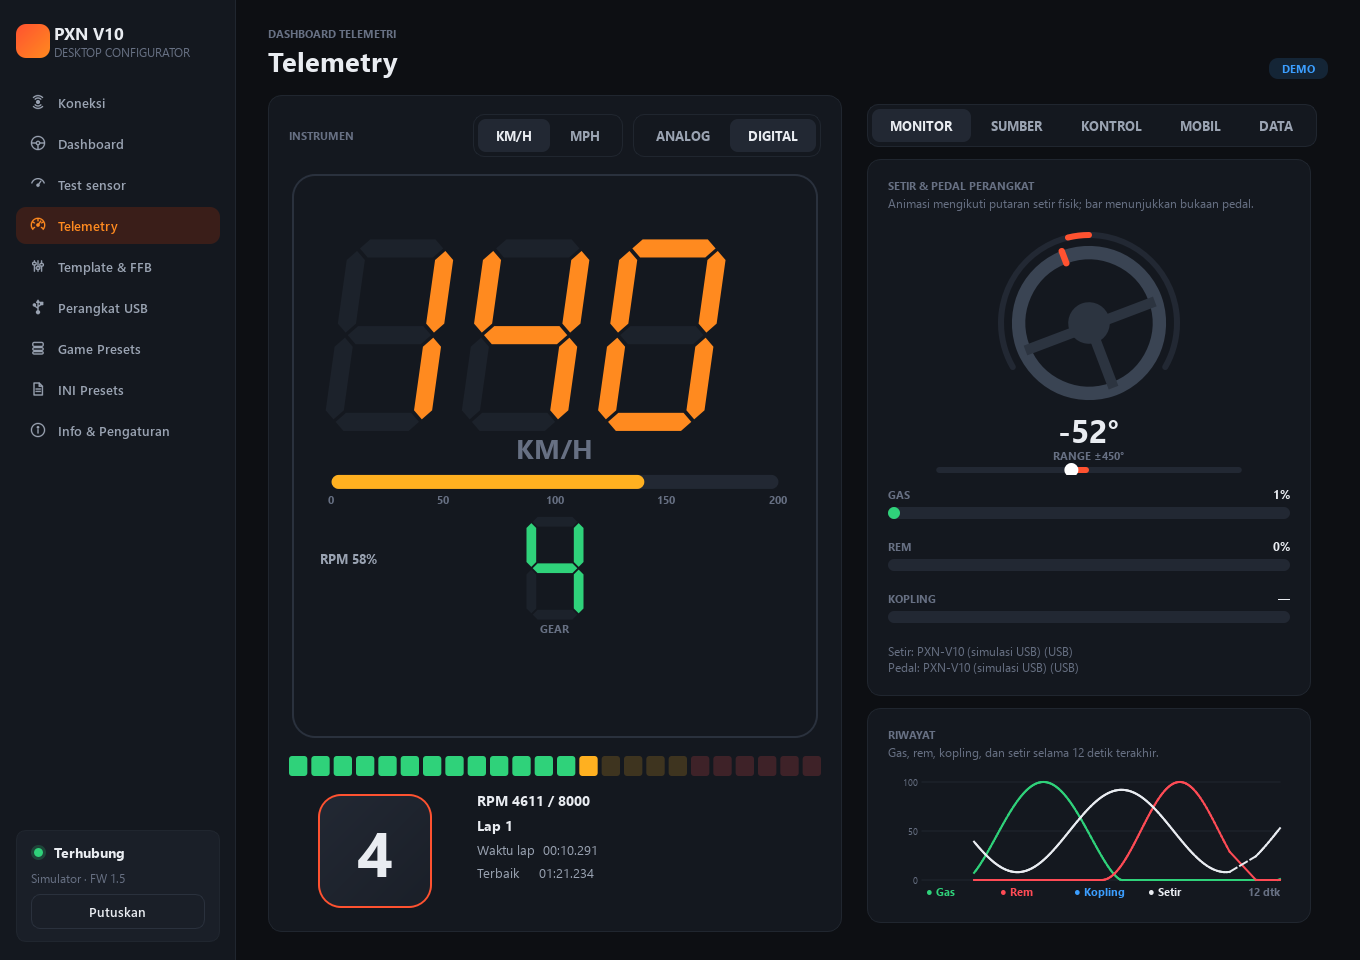 PXN V10
DESKTOP CONFIGURATOR
Koneksi
Dashboard
Test sensor
Telemetry
Template & FFB
Perangkat USB
Game Presets
INI Presets
Info & Pengaturan
Terhubung
Simulator · FW 1.5
Putuskan
DASHBOARD TELEMETRI
Telemetry
DEMO
INSTRUMEN
KM/H MPH
ANALOG DIGITAL
140
KM/H
0 50 100 150 200
RPM 58%
4
GEAR
4
RPM 4611 / 8000
Lap 1
Waktu lap 00:10.291
Terbaik 01:21.234
MONITOR SUMBER KONTROL MOBIL DATA
SETIR & PEDAL PERANGKAT
Animasi mengikuti putaran setir fisik; bar menunjukkan bukaan pedal.
-52°
RANGE ±450°
GAS 1%
REM 0%
KOPLING —
Setir: PXN-V10 (simulasi USB) (USB)
Pedal: PXN-V10 (simulasi USB) (USB)
RIWAYAT
Gas, rem, kopling, dan setir selama 12 detik terakhir.
100
50
0
● Gas ● Rem ● Kopling ● Setir 12 dtk